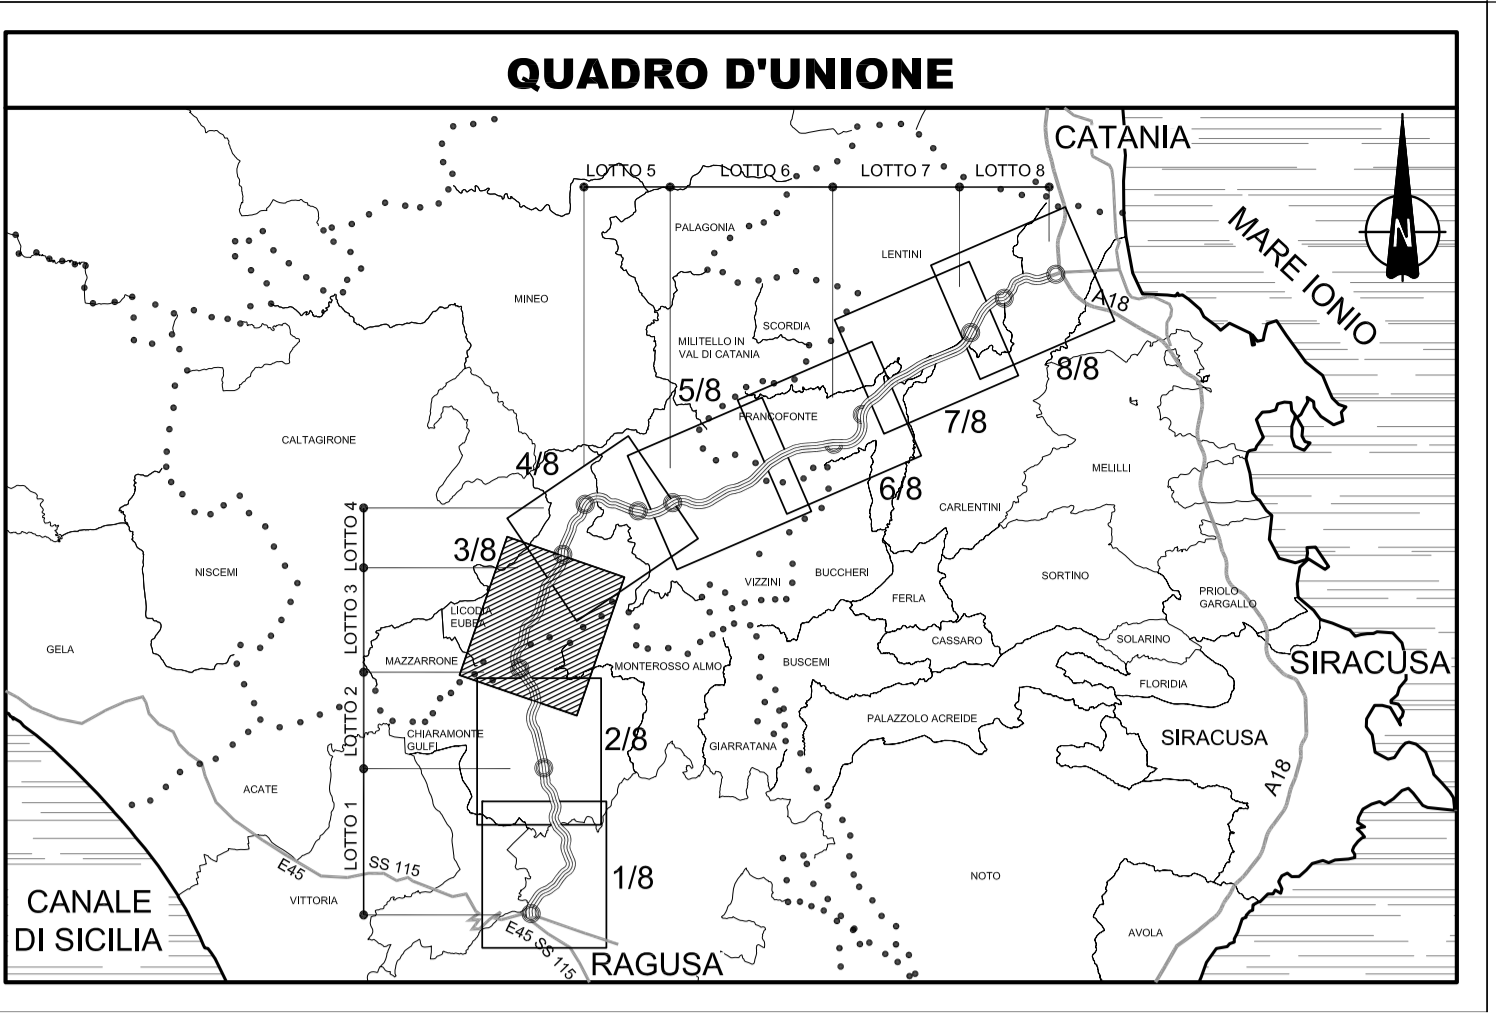 QUADRO D'UNIONE
CATANIA
LOTTO 5
LOTTO 6
LOTTO 7
LOTTO 8
MARE IONIO
N
PALAGONIA
LENTINI
MINEO
A18
SCORDIA
MILITELLO IN
VAL DI CATANIA
8/8
5/8
FRANCOFONTE
7/8
CALTAGIRONE
4/8
MELILLI
6/8
CARLENTINI
LOTTO 4
3/8
NISCEMI
BUCCHERI
VIZZINI
SORTINO
LOTTO 3
FERLA
PRIOLO
GARGALLO
LICODIA
EUBEA
CASSARO
SOLARINO
GELA
MAZZARRONE
MONTEROSSO ALMO
BUSCEMI
SIRACUSA
FLORIDIA
LOTTO 2
PALAZZOLO ACREIDE
CHIARAMONTE
GULFI
2/8
GIARRATANA
SIRACUSA
A18
ACATE
LOTTO 1
E45
SS 115
1/8
NOTO
VITTORIA
CANALE
DI SICILIA
E45 SS 115
AVOLA
RAGUSA